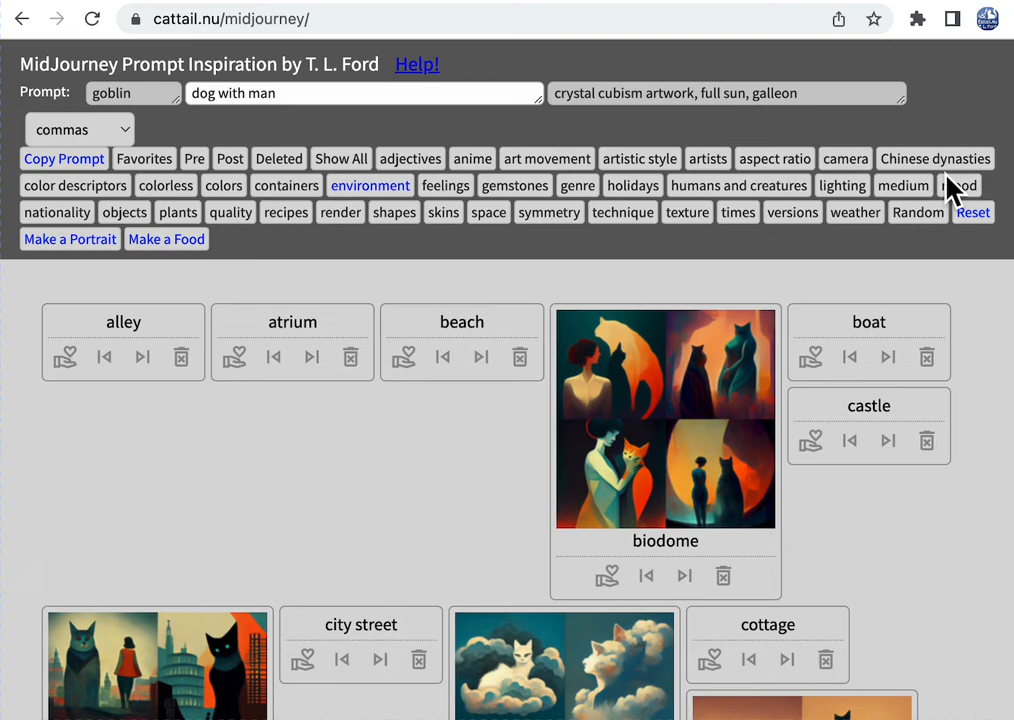 cattail.nu/midjourney/
MidJourney Prompt Inspiration by T. L. Ford Help!
Prompt: goblin dog with man crystal cubism artwork, full sun, galleon
commas
Copy Prompt Favorites Pre Post Deleted Show All adjectives anime art movement artistic style artists aspect ratio camera Chinese dynasties
color descriptors colorless colors containers environment feelings gemstones genre holidays humans and creatures lighting medium
nationality objects plants quality recipes render shapes skins space symmetry technique texture times versions weather Random Reset
Make a Portrait Make a Food
alley atrium beach boat
castle
biodome
city street cottage